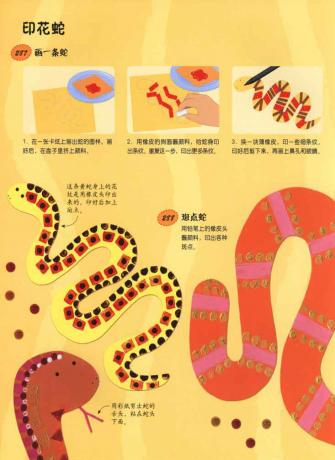 印花蛇
287 画一条蛇
1. 在一张卡纸上画出蛇的图样。画
好后，在盘子里挤上颜料。
2. 用橡皮的侧面蘸颜料，给蛇身印
出条纹。重复这一步，印出更多条纹。
3. 换一块薄橡皮，印一些细条纹。
印好后剪下来，再画上鼻孔和眼睛。
这条黄蛇身上的花
纹是用橡皮头印出
来的，印好后加上
斑点。
288 斑点蛇
用铅笔上的橡皮头
蘸颜料，印出各种
斑点。
用彩纸剪出蛇的
舌头，粘在蛇头
下面。